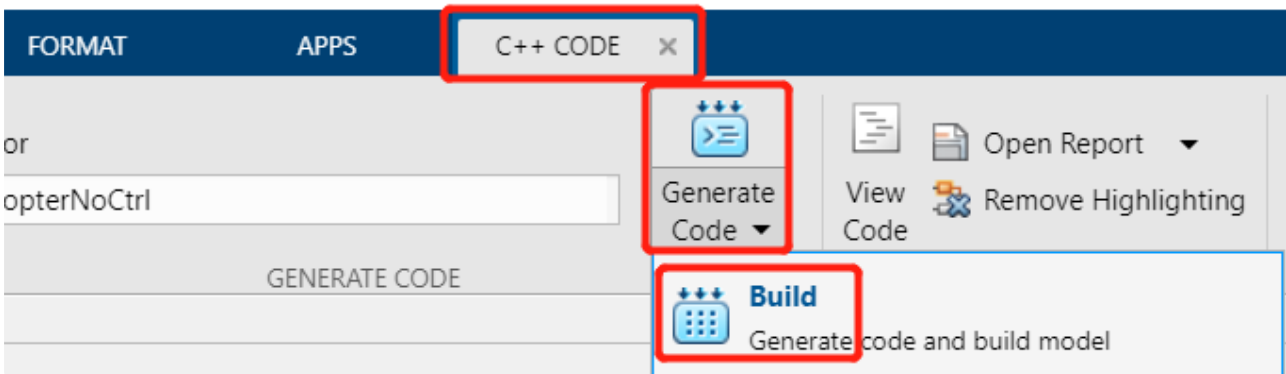 FORMAT APPS C++ CODE ×
or
opterNoCtrl
Generate
Code
View
Code
Open Report
Remove Highlighting
GENERATE CODE
Build
Generate code and build model